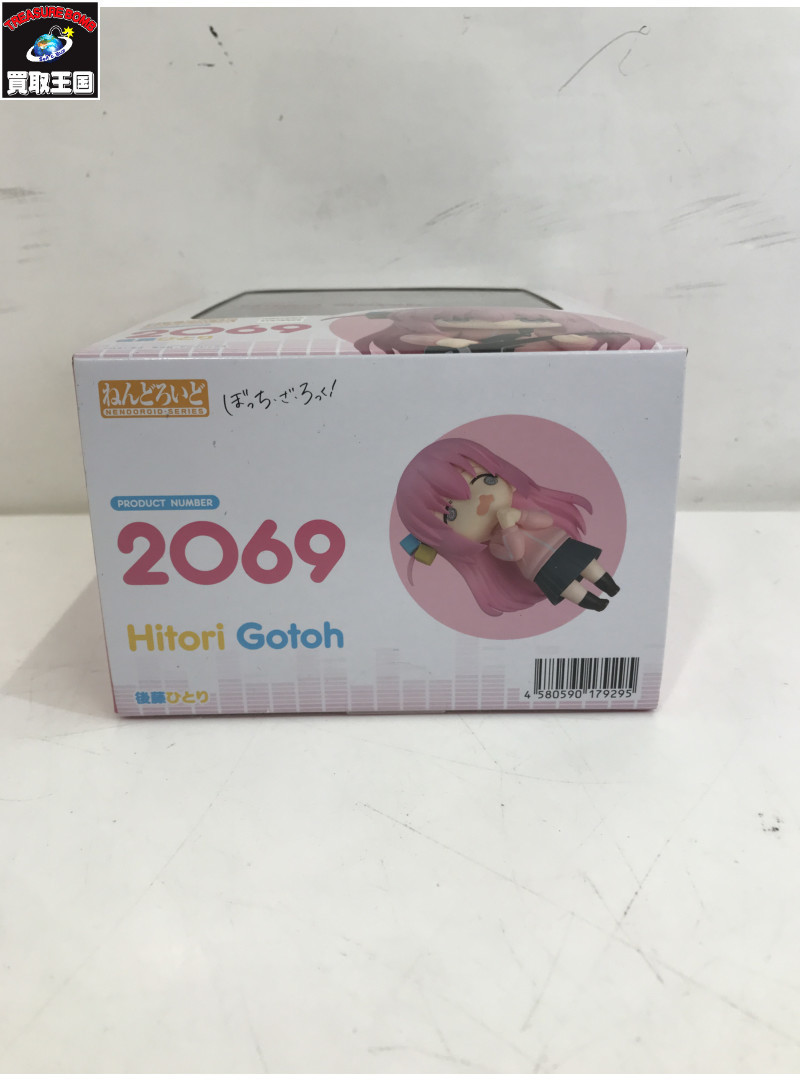 TREASURE BOMB
買取王国
2069
ねんどろいど
NENDOROID-SERIES
ぼっち・ざ・ろっく!
PRODUCT NUMBER
2069
Hitori Gotoh
後藤ひとり
4 580590 179295